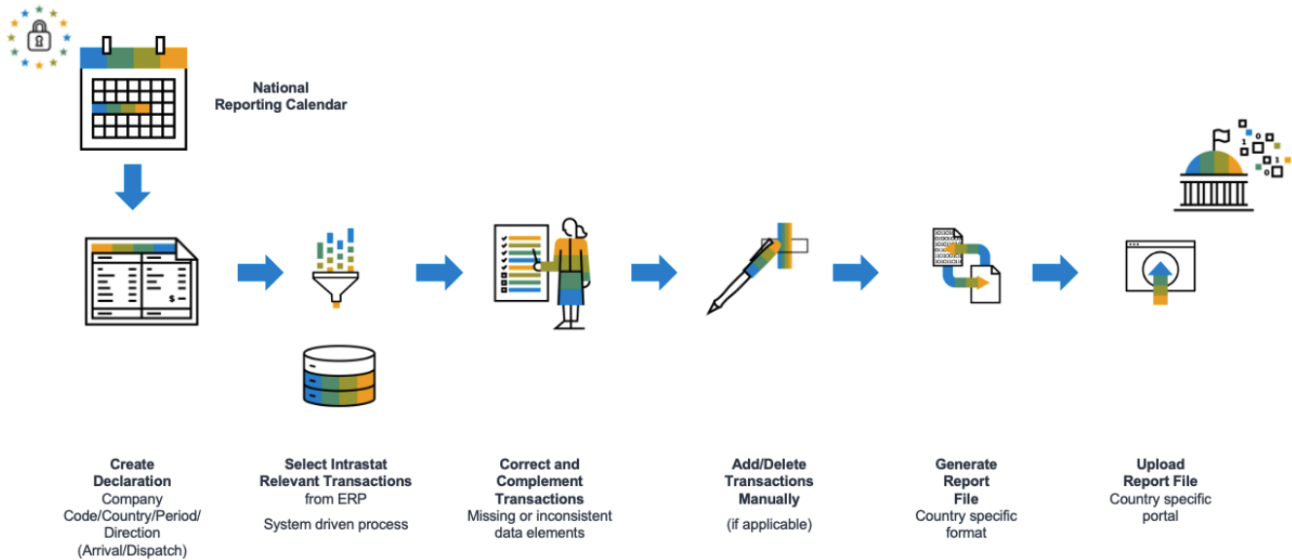 National
Reporting Calendar
Create
Declaration
Company
Code/Country/Period/
Direction
(Arrival/Dispatch)
Select Intrastat
Relevant Transactions
from ERP
System driven process
Correct and
Complement
Transactions
Missing or inconsistent
data elements
Add/Delete
Transactions
Manually
(if applicable)
Generate
Report
File
Country specific
format
Upload
Report File
Country specific
portal